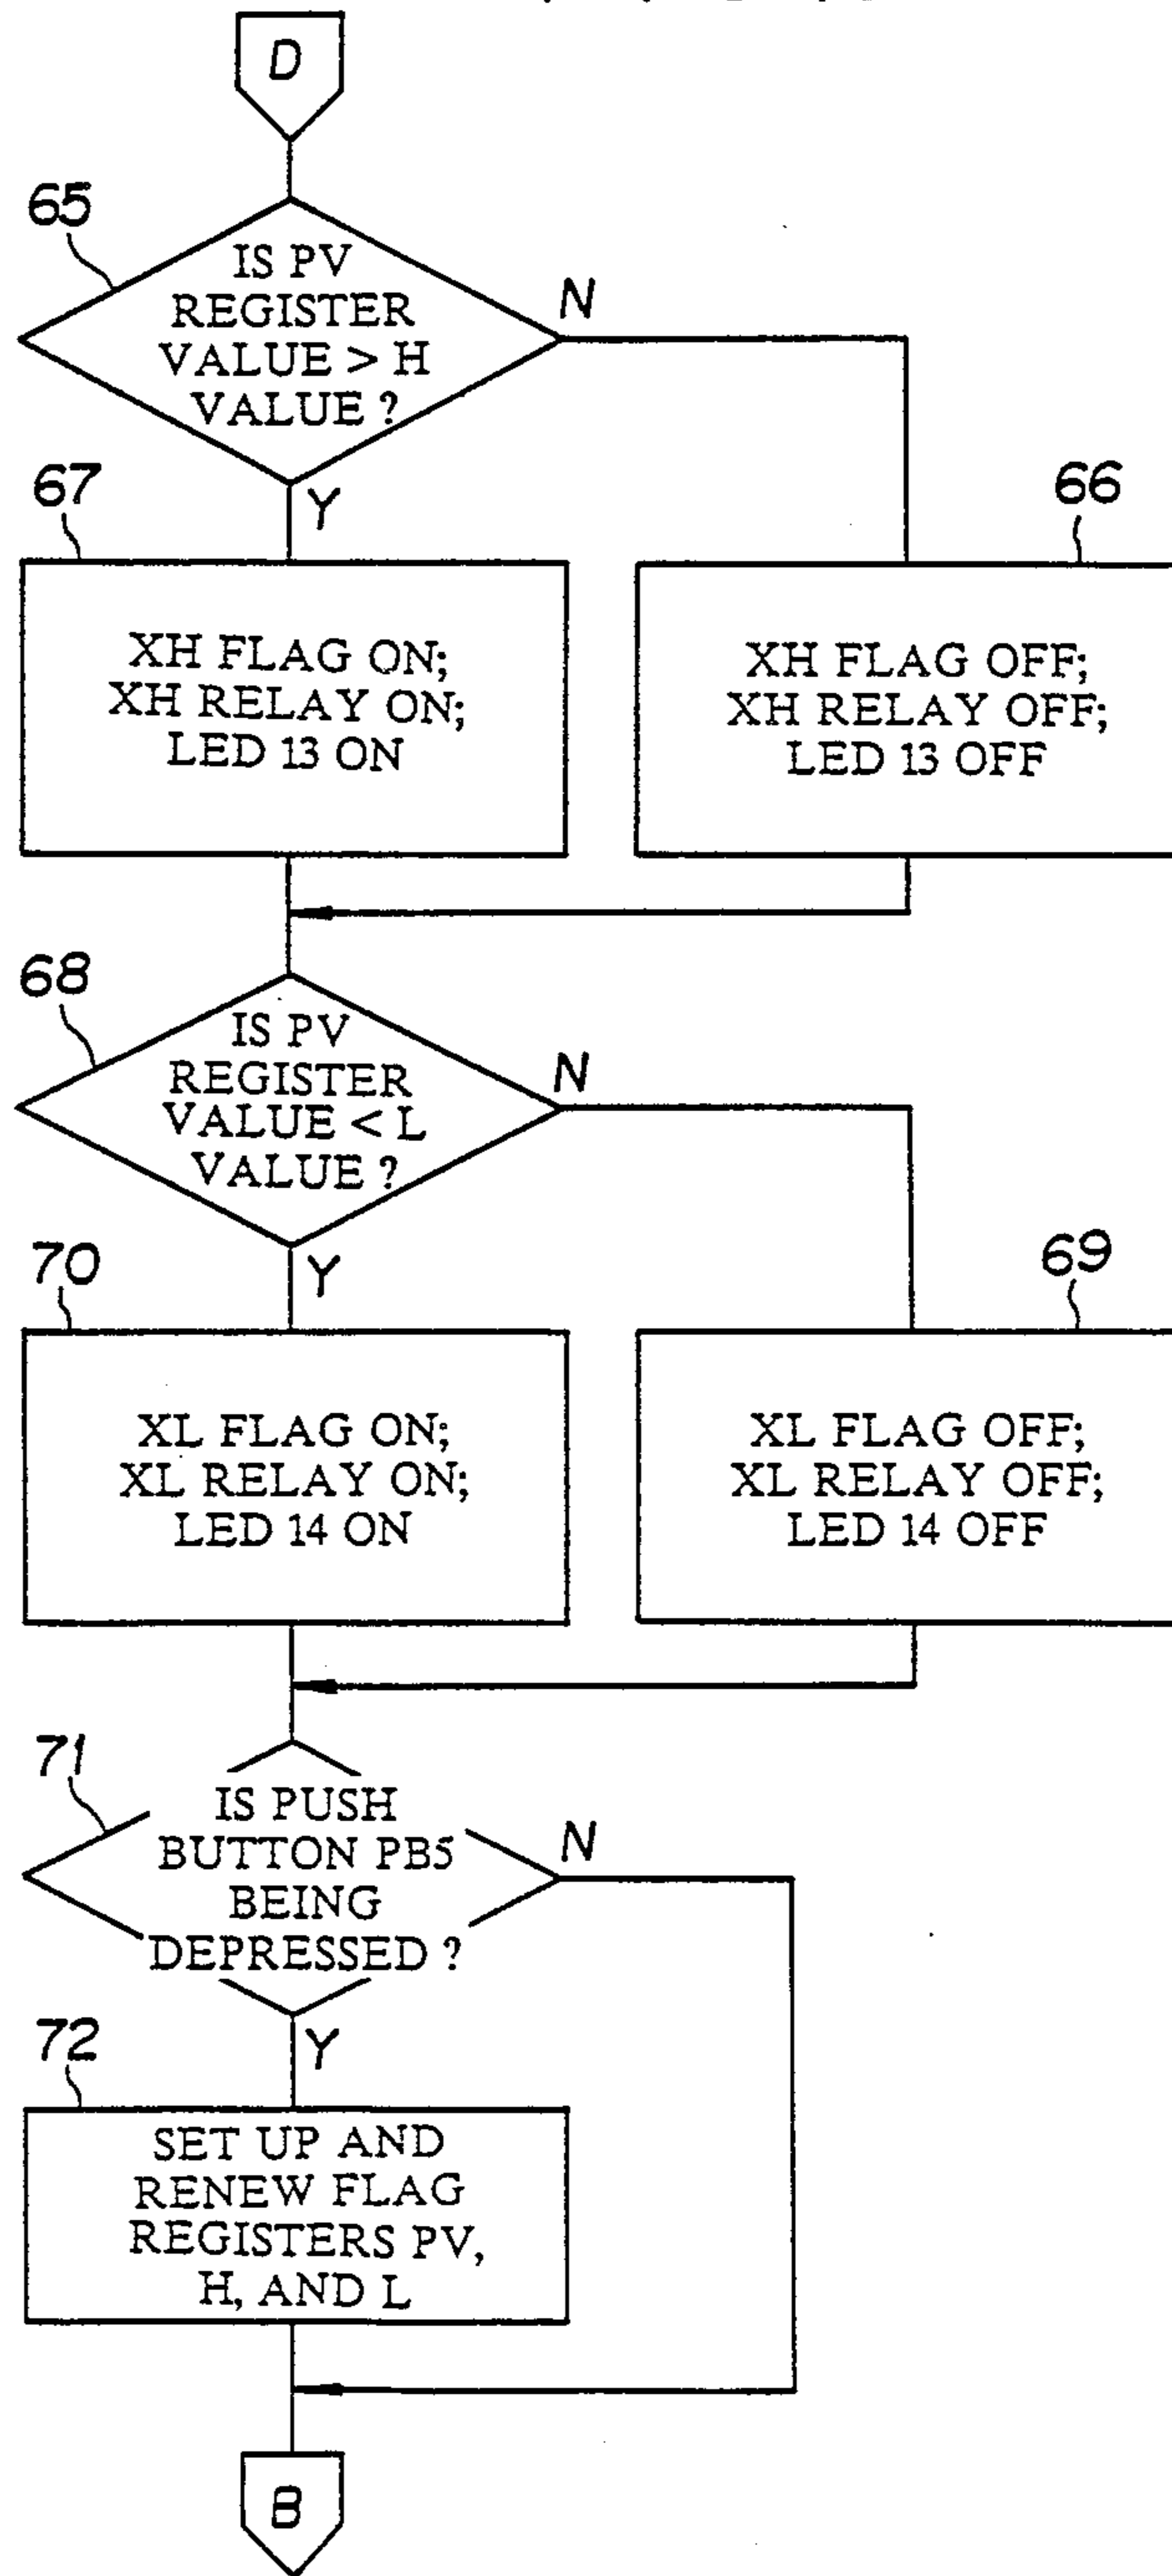 D
65
IS PV
REGISTER
VALUE > H
VALUE ?
N
Y
67
XH FLAG ON;
XH RELAY ON;
LED 13 ON
66
XH FLAG OFF;
XH RELAY OFF;
LED 13 OFF
68
IS PV
REGISTER
VALUE < L
VALUE ?
N
Y
70
XL FLAG ON;
XL RELAY ON;
LED 14 ON
69
XL FLAG OFF;
XL RELAY OFF;
LED 14 OFF
71
IS PUSH
BUTTON PB5
BEING
DEPRESSED ?
N
Y
72
SET UP AND
RENEW FLAG
REGISTERS PV,
H, AND L
B